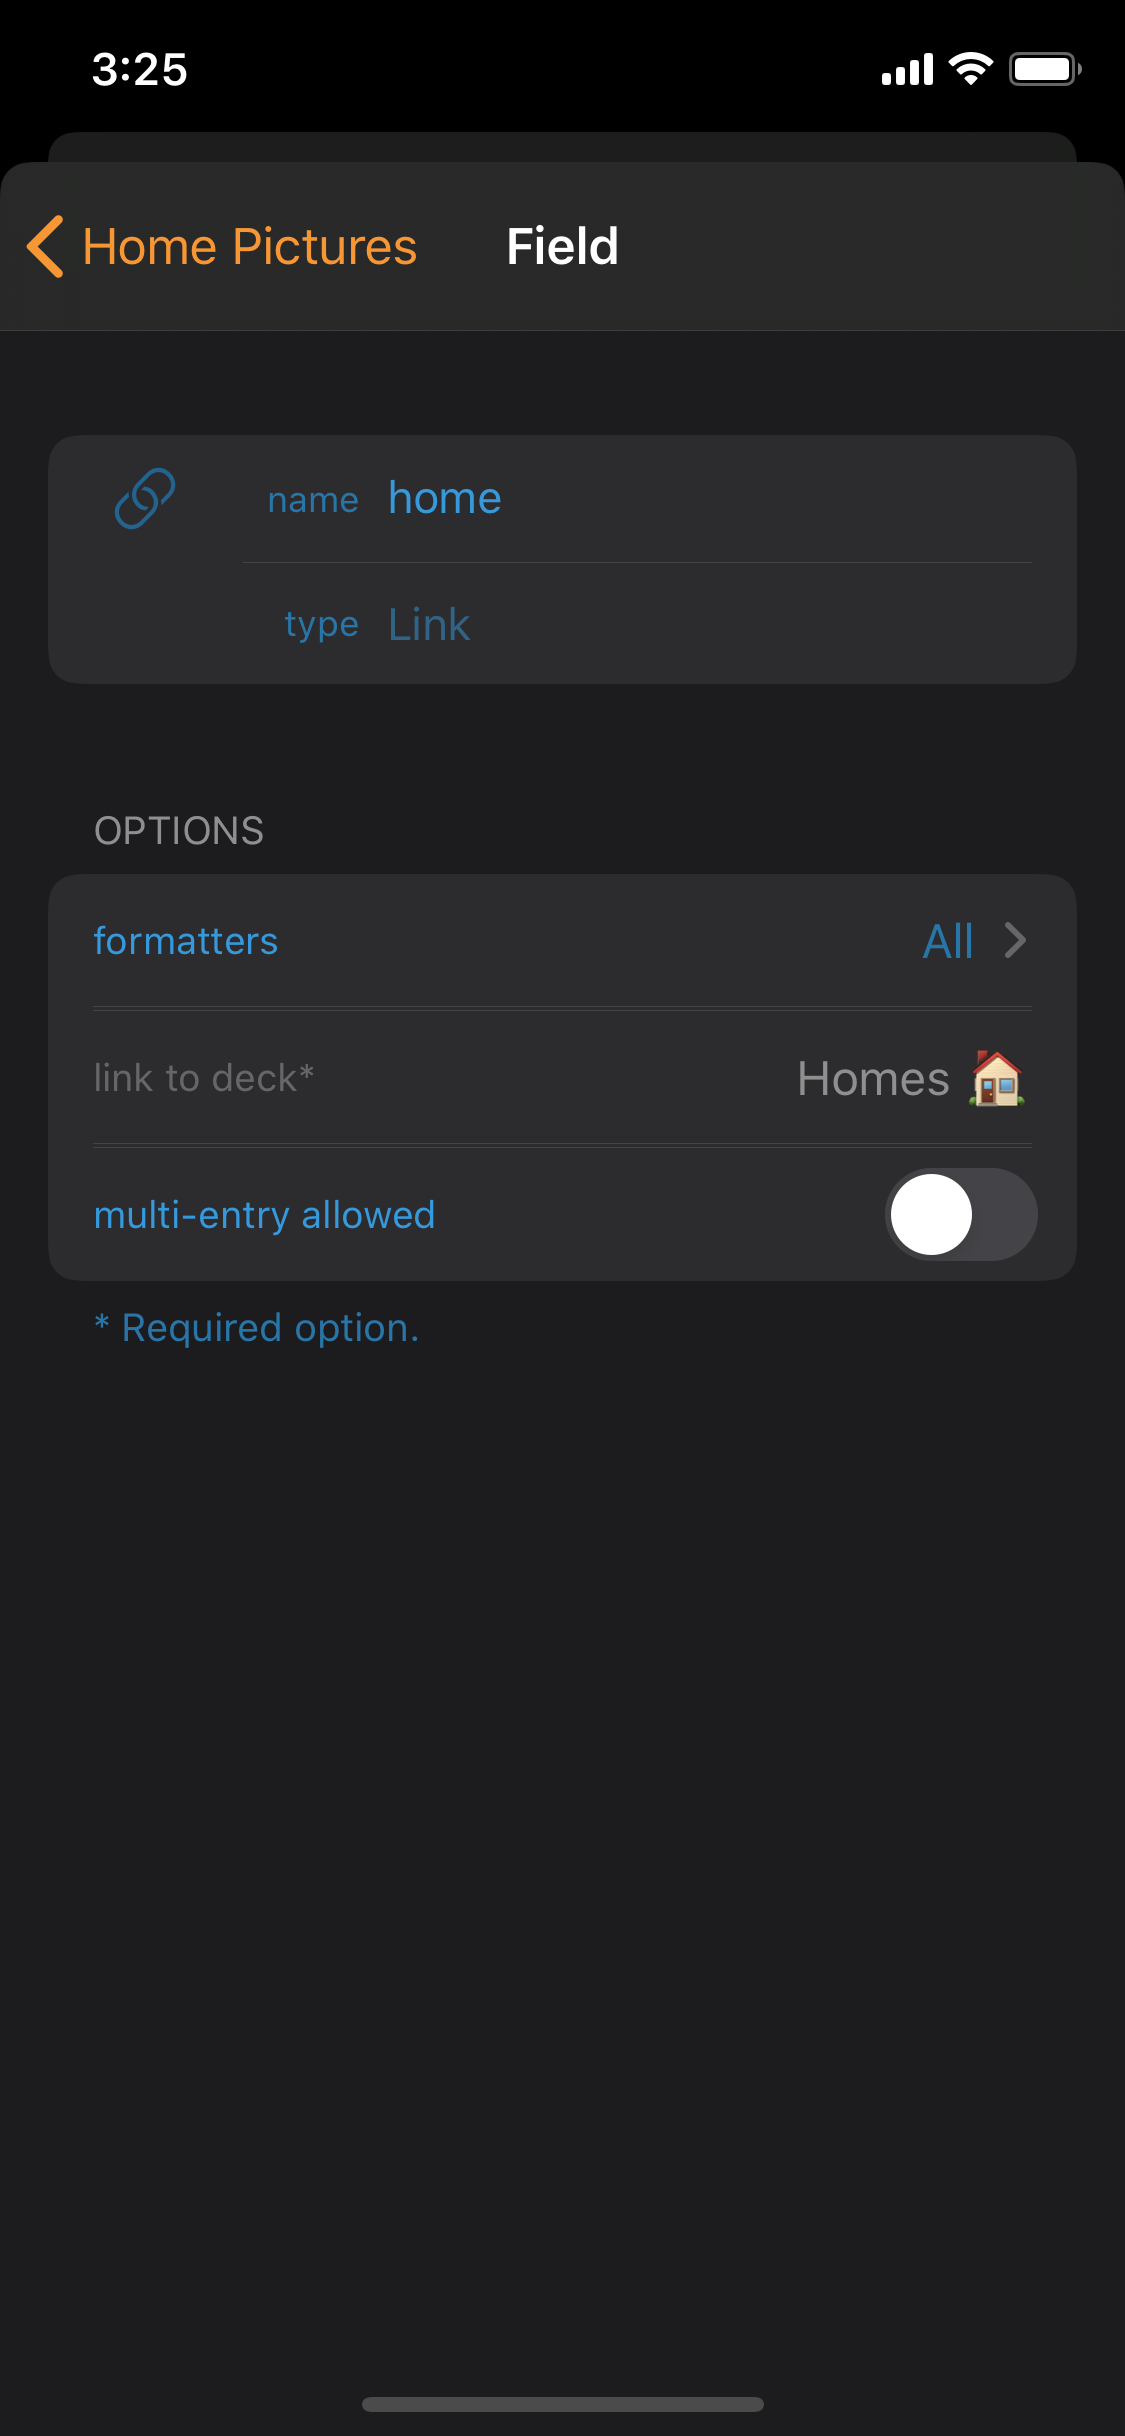 3:25
Home Pictures Field
name home
type Link
OPTIONS
formatters All
link to deck* Homes 🏠
multi-entry allowed
* Required option.